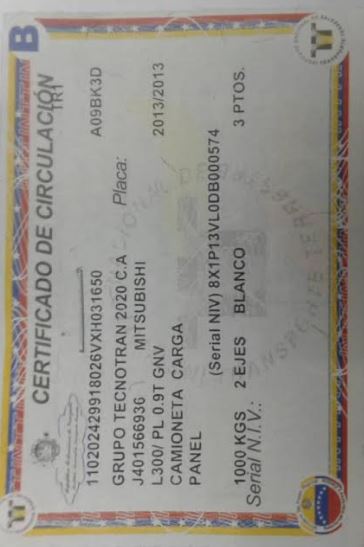 B
CERTIFICADO DE CIRCULACIÓN
TR1
110202429918026VXIH031650
GRUPO TECNOTRAN 2020 C.A Placa: A09BK3D
J401566936 MITSUBISHI 2013/2013
L300/ PL 0.9T GNV
CAMIONETA CARGA
PANEL
(Serial NIV) 8X1P13VL0DB000574
1000 KGS 2 EJES BLANCO 3 PTOS.
Serial N.I.V.: